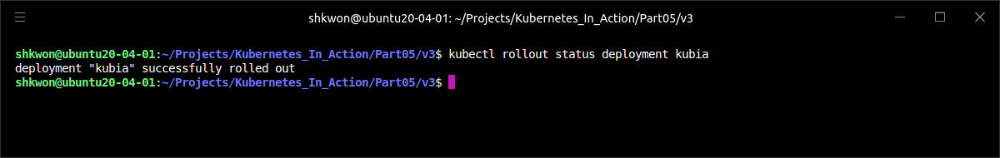 shkwon@ubuntu20-04-01: ~/Projects/Kubernetes_In_Action/Part05/v3
shkwon@ubuntu20-04-01:~/Projects/Kubernetes_In_Action/Part05/v3$ kubectl rollout status deployment kubia
deployment "kubia" successfully rolled out
shkwon@ubuntu20-04-01:~/Projects/Kubernetes_In_Action/Part05/v3$